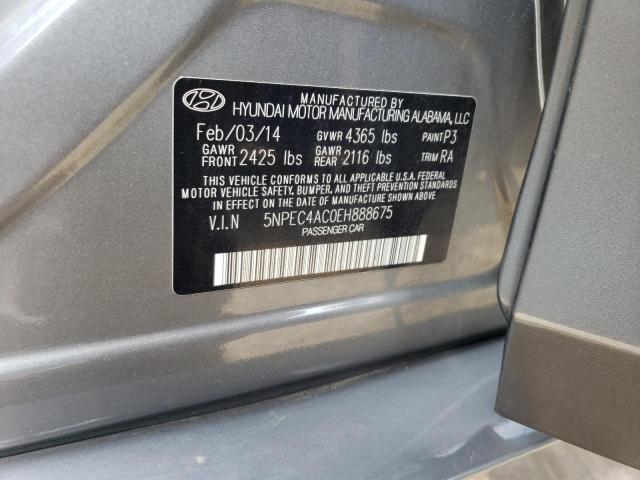 MANUFACTURED BY
HYUNDAI MOTOR MANUFACTURING ALABAMA, LLC
Feb/03/14 GVWR 4365 lbs PAINT P3
GAWR FRONT 2425 lbs GAWR REAR 2116 lbs TRIM RA
THIS VEHICLE CONFORMS TO ALL APPLICABLE U.S.A. FEDERAL
MOTOR VEHICLE SAFETY, BUMPER, AND THEFT PREVENTION STANDARDS
IN EFFECT ON THE DATE OF MANUFACTURE SHOWN ABOVE
V.I.N 5NPEC4AC0EH888675
PASSENGER CAR